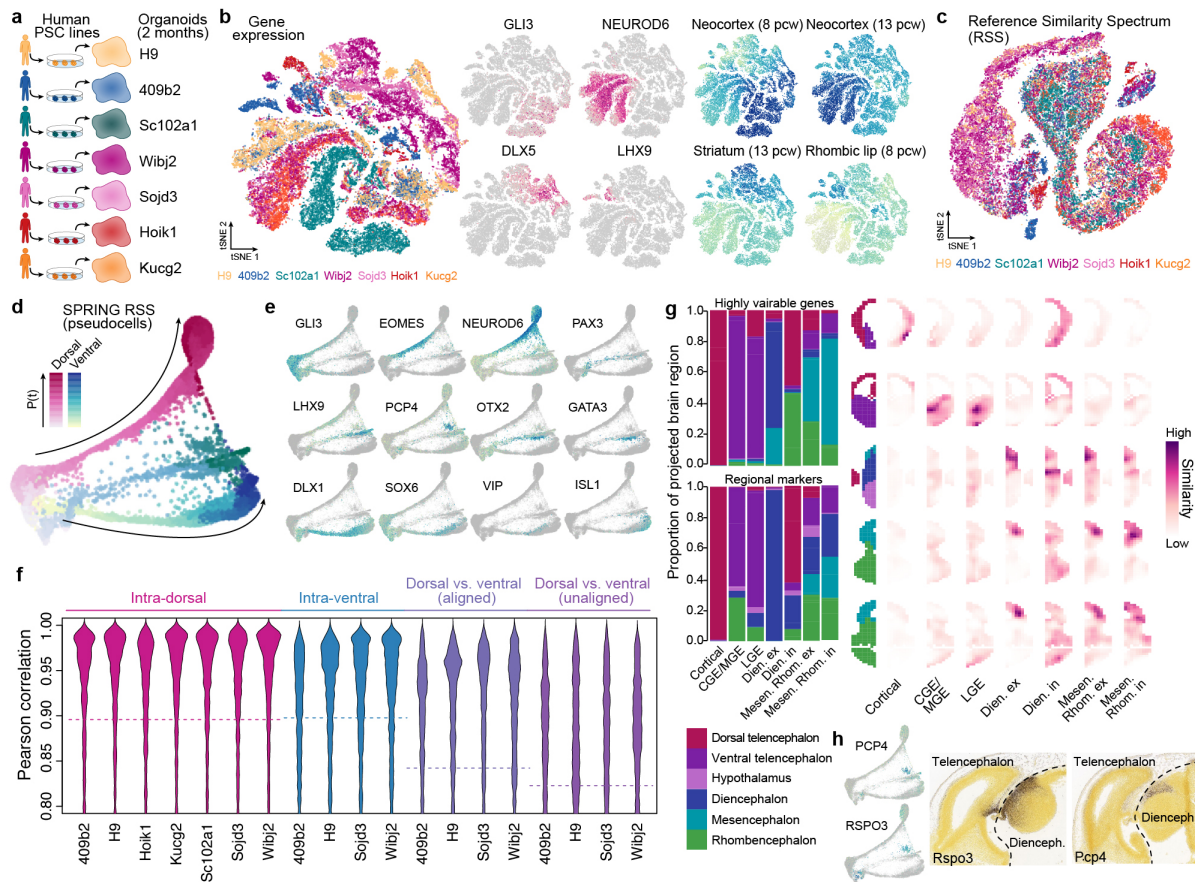 a
Human
PSC lines
Organoids
(2 months)
H9
409b2
Sc102a1
Wibj2
Sojd3
Hoik1
Kucg2
b
Gene
expression
tSNE 2
tSNE 1
H9 409b2 Sc102a1 Wibj2 Sojd3 Hoik1 Kucg2
GLI3
NEUROD6
DLX5
LHX9
Neocortex (8 pcw)
Neocortex (13 pcw)
Striatum (13 pcw)
Rhombic lip (8 pcw)
c
Reference Similarity Spectrum
(RSS)
tSNE 2
tSNE 1
H9 409b2 Sc102a1 Wibj2 Sojd3 Hoik1 Kucg2
d
SPRING RSS
(pseudocells)
Dorsal
Ventral
P(t)
e
GLI3
EOMES
NEUROD6
PAX3
LHX9
PCP4
OTX2
GATA3
DLX1
SOX6
VIP
ISL1
f
Intra-dorsal
Intra-ventral
Dorsal vs. ventral
(aligned)
Dorsal vs. ventral
(unaligned)
Pearson correlation
1.00
0.95
0.90
0.85
0.80
409b2
H9
Hoik1
Kucg2
Sc102a1
Sojd3
Wibj2
409b2
H9
Sojd3
Wibj2
409b2
H9
Sojd3
Wibj2
409b2
H9
Sojd3
Wibj2
g
Highly vairable genes
1.0
0.8
0.6
0.4
0.2
0.0
Regional markers
1.0
0.8
0.6
0.4
0.2
0.0
Proportion of projected brain region
Cortical
CGE/MGE
LGE
Dien. ex
Dien. in
Mesen. Rhom. ex
Mesen. Rhom. in
Dorsal telencephalon
Ventral telencephalon
Hypothalamus
Diencephalon
Mesencephalon
Rhombencephalon
High
Similarity
Low
Cortical
CGE/
MGE
LGE
Dien. ex
Dien. in
Mesen.
Rhom. ex
Mesen.
Rhom. in
h
PCP4
RSPO3
Telencephalon
Dienceph.
Rspo3
Telencephalon
Dienceph.
Pcp4